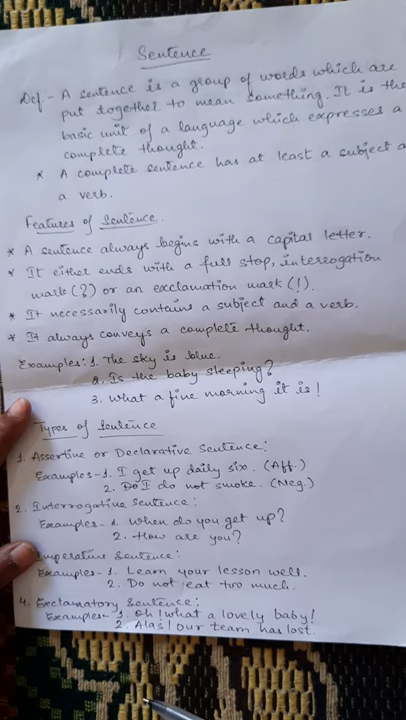 Sentence
Def - A sentence is a group of words which are
put together to mean something. It is the
basic unit of a language which expresses a
complete thought.
* A complete sentence has at least a subject a
a verb.
Features of Sentence.
* A sentence always begins with a capital letter.
* It either ends with a full stop, interrogation
mark (?) or an exclamation mark (!).
* It necessarily contains a subject and a verb.
* It always conveys a complete thought.
Examples: 1. The sky is blue.
2. Is the baby sleeping?
3. What a fine morning it is!
Types of Sentence
1. Assertive or Declarative Sentence:
Examples - 1. I get up daily six. (Aff.)
2. I do not smoke. (Neg.)
2. Interrogative Sentence:
Examples - 1. When do you get up?
2. How are you?
Imperative Sentence:
Examples - 1. Learn your lesson well.
2. Do not eat too much.
4. Exclamatory Sentence:
Examples - 1. Oh! what a lovely baby!
2. Alas! Our team has lost.